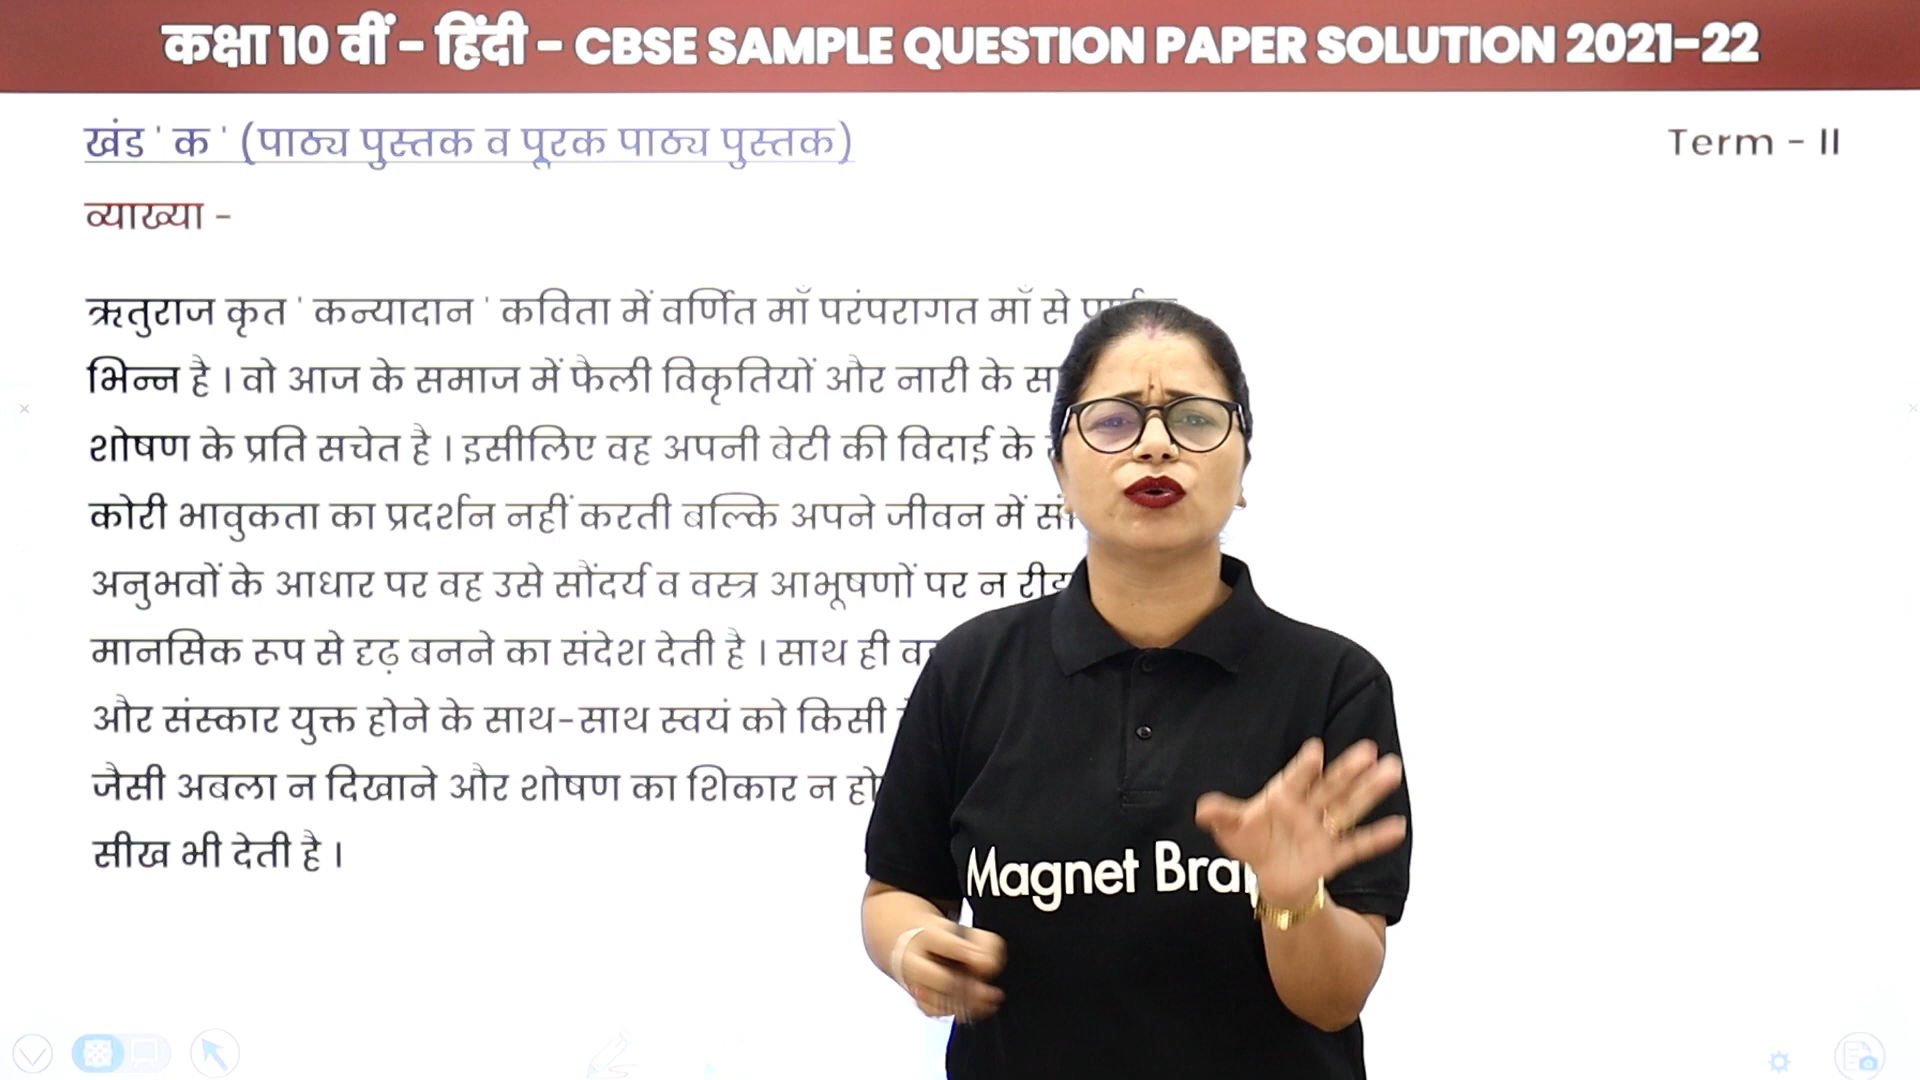 कक्षा 10 वीं - हिंदी - CBSE SAMPLE QUESTION PAPER SOLUTION 2021-22
खंड ' क ' (पाठ्य पुस्तक व पूरक पाठ्य पुस्तक)
Term - II
व्याख्या -
ऋतुराज कृत ' कन्यादान ' कविता में वर्णित माँ परंपरागत माँ से
भिन्न है । वो आज के समाज में फैली विकृतियों और नारी के
शोषण के प्रति सचेत है । इसीलिए वह अपनी बेटी की विदाई के
कोरी भावुकता का प्रदर्शन नहीं करती बल्कि अपने जीवन में
अनुभवों के आधार पर वह उसे सौंदर्य व वस्त्र आभूषणों पर न
मानसिक रूप से दृढ़ बनने का संदेश देती है । साथ ही
और संस्कार युक्त होने के साथ-साथ स्वयं को किसी
जैसी अबला न दिखाने और शोषण का शिकार न
सीख भी देती है ।
Magnet